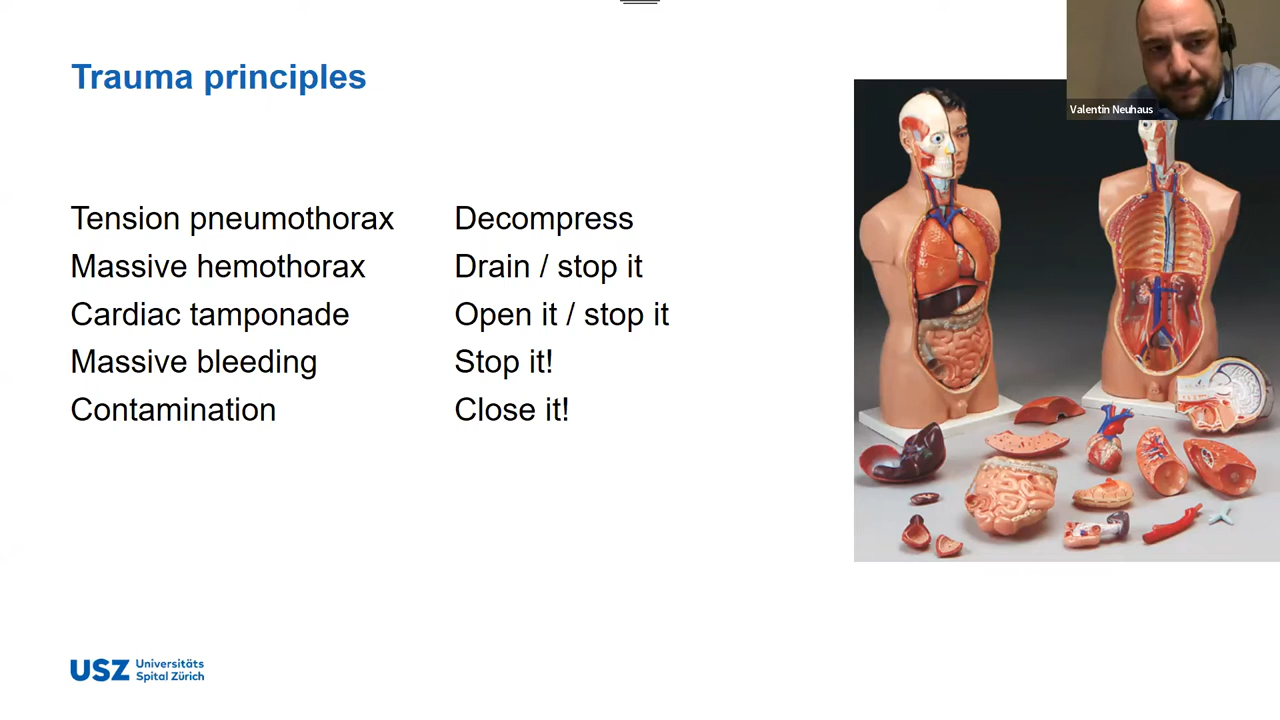 Trauma principles
Valentin Neuhaus
Tension pneumothorax Decompress
Massive hemothorax Drain / stop it
Cardiac tamponade Open it / stop it
Massive bleeding Stop it!
Contamination Close it!
USZ Universitäts
Spital Zürich